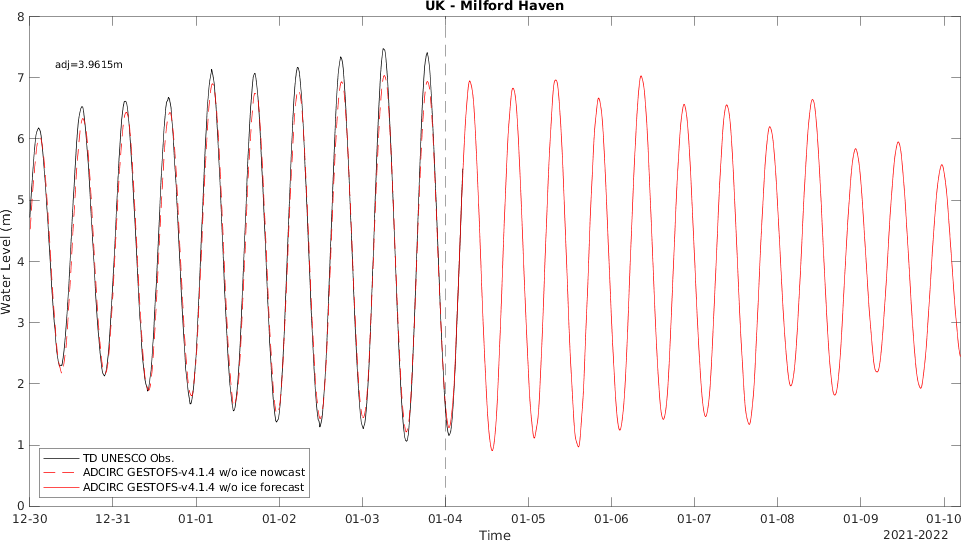 UK - Milford Haven
8
adj=3.9615m
7
6
5
4
3
2
1
0
Water Level (m)
TD UNESCO Obs.
ADCIRC GESTOFS-v4.1.4 w/o ice nowcast
ADCIRC GESTOFS-v4.1.4 w/o ice forecast
12-30 12-31 01-01 01-02 01-03 01-04 01-05 01-06 01-07 01-08 01-09 01-10
Time
2021-2022